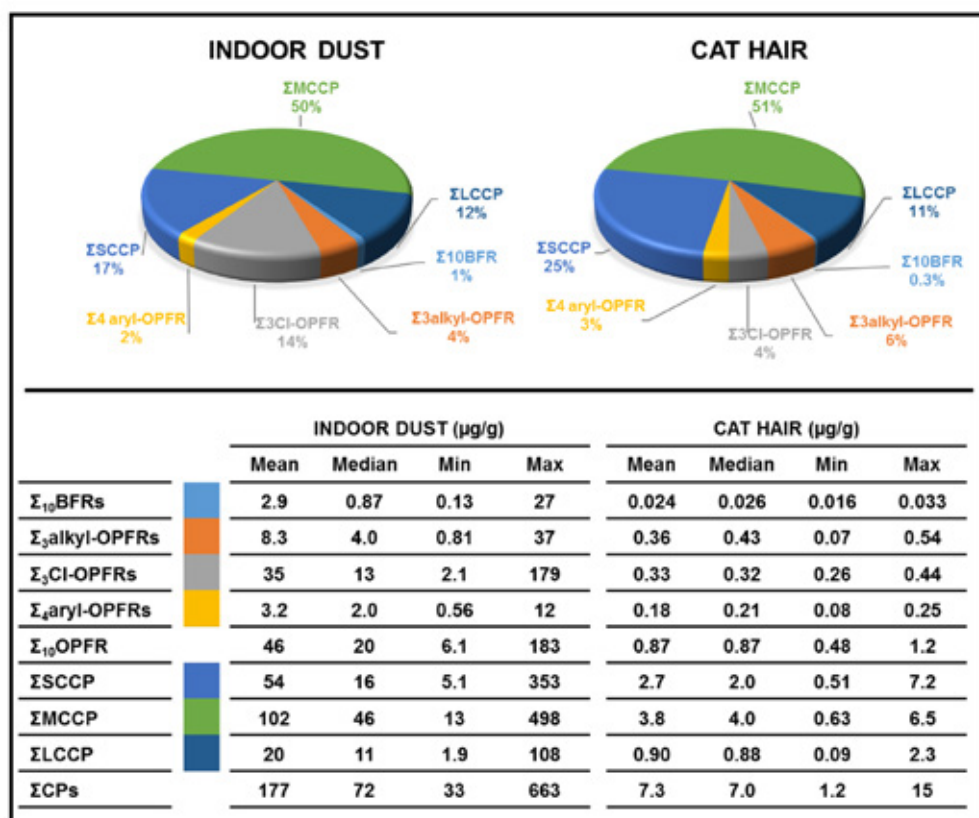 INDOOR DUST
CAT HAIR
ΣMCCP
50%
ΣLCCP
12%
Σ10BFR
1%
Σ3alkyl-OPFR
4%
Σ3Cl-OPFR
14%
Σ4 aryl-OPFR
2%
ΣSCCP
17%
ΣMCCP
51%
ΣLCCP
11%
Σ10BFR
0.3%
Σ3alkyl-OPFR
6%
Σ3Cl-OPFR
4%
Σ4 aryl-OPFR
3%
ΣSCCP
25%
INDOOR DUST (µg/g) CAT HAIR (µg/g)
Mean Median Min Max Mean Median Min Max
Σ₁₀BFRs 2.9 0.87 0.13 27 0.024 0.026 0.016 0.033
Σ₃alkyl-OPFRs 8.3 4.0 0.81 37 0.36 0.43 0.07 0.54
Σ₃Cl-OPFRs 35 13 2.1 179 0.33 0.32 0.26 0.44
Σ₄aryl-OPFRs 3.2 2.0 0.56 12 0.18 0.21 0.08 0.25
Σ₁₀OPFR 46 20 6.1 183 0.87 0.87 0.48 1.2
ΣSCCP 54 16 5.1 353 2.7 2.0 0.51 7.2
ΣMCCP 102 46 13 498 3.8 4.0 0.63 6.5
ΣLCCP 20 11 1.9 108 0.90 0.88 0.09 2.3
ΣCPs 177 72 33 663 7.3 7.0 1.2 15